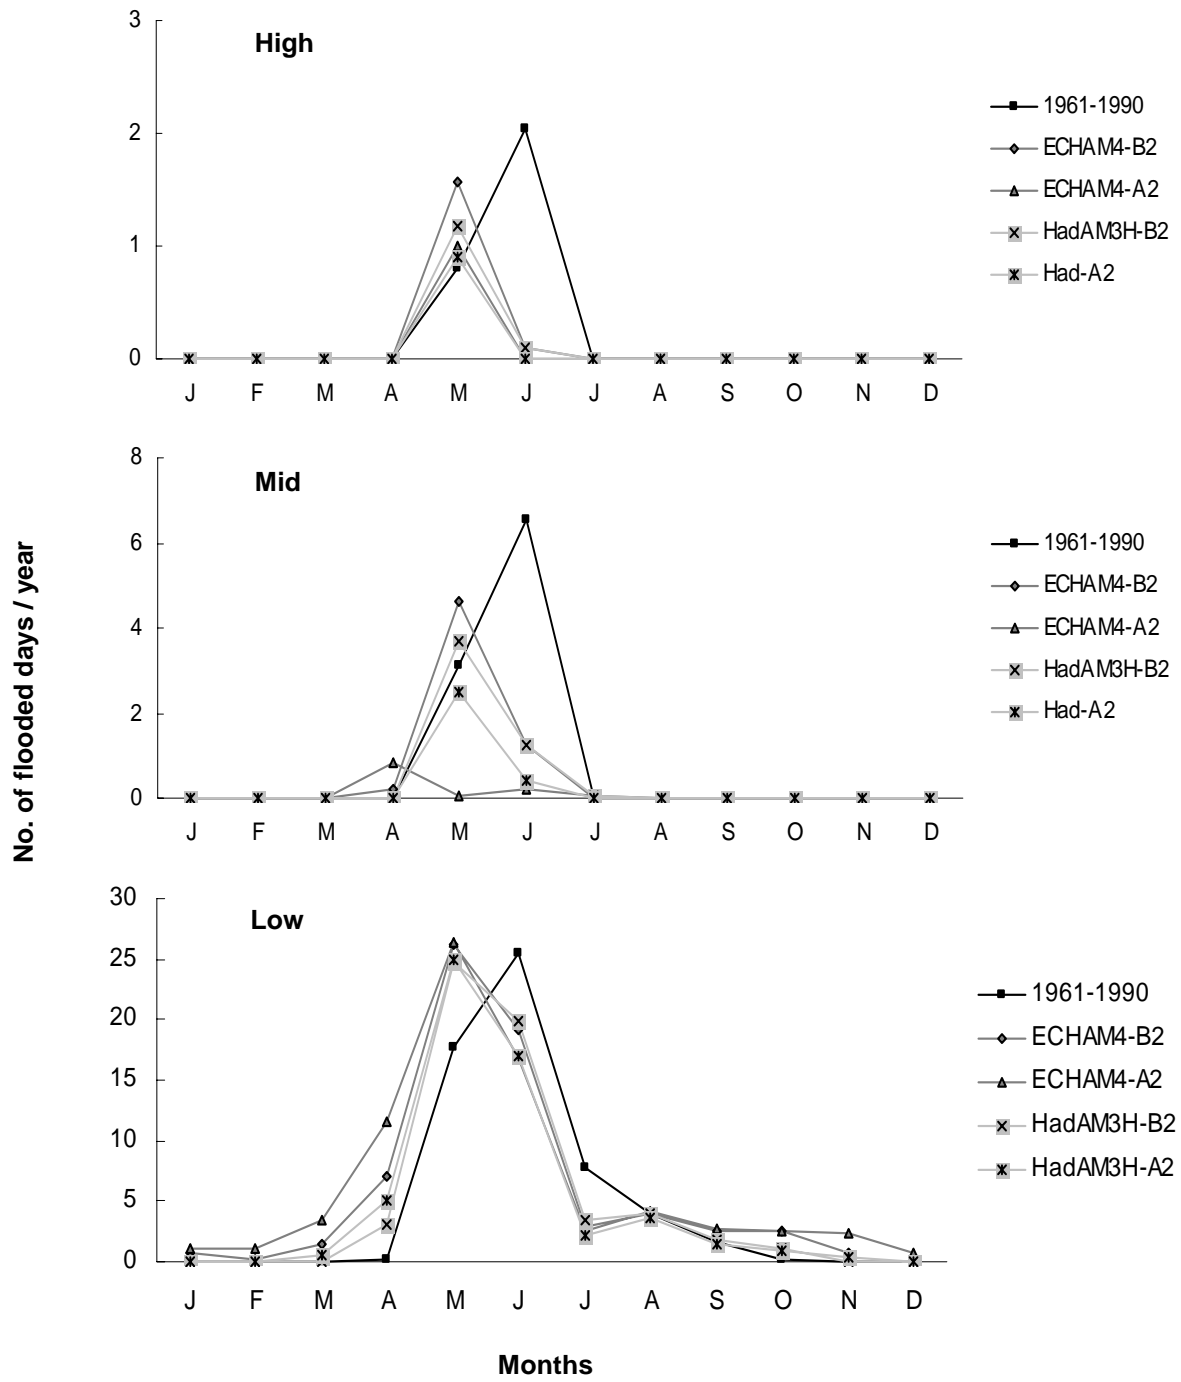 High
3
2
1
0
J F M A M J J A S O N D
1961-1990
ECHAM4-B2
ECHAM4-A2
HadAM3H-B2
Had-A2
No. of flooded days / year
Mid
8
6
4
2
0
J F M A M J J A S O N D
1961-1990
ECHAM4-B2
ECHAM4-A2
HadAM3H-B2
Had-A2
Low
30
25
20
15
10
5
0
J F M A M J J A S O N D
1961-1990
ECHAM4-B2
ECHAM4-A2
HadAM3H-B2
HadAM3H-A2
Months